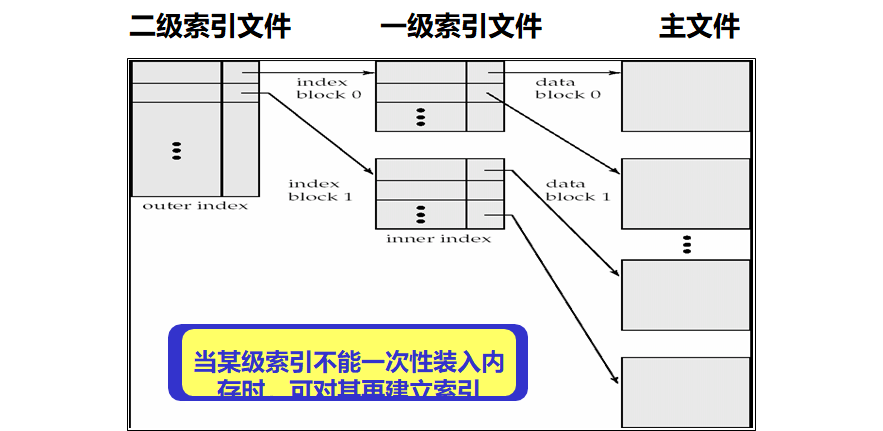 二级索引文件 一级索引文件 主文件
index block 0
data block 0
index block 1
data block 1
outer index
inner index
当某级索引不能一次性装入内
存时，可对其再建立索引